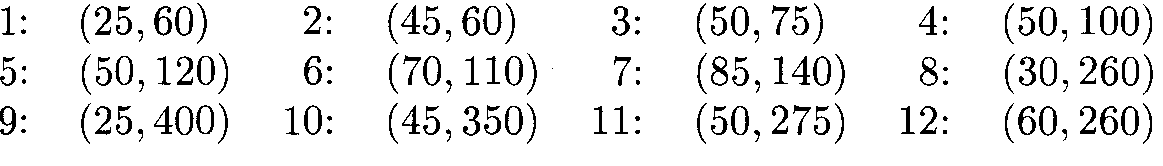 1: (25, 60) 2: (45, 60) 3: (50, 75) 4: (50, 100)
5: (50, 120) 6: (70, 110) 7: (85, 140) 8: (30, 260)
9: (25, 400) 10: (45, 350) 11: (50, 275) 12: (60, 260)